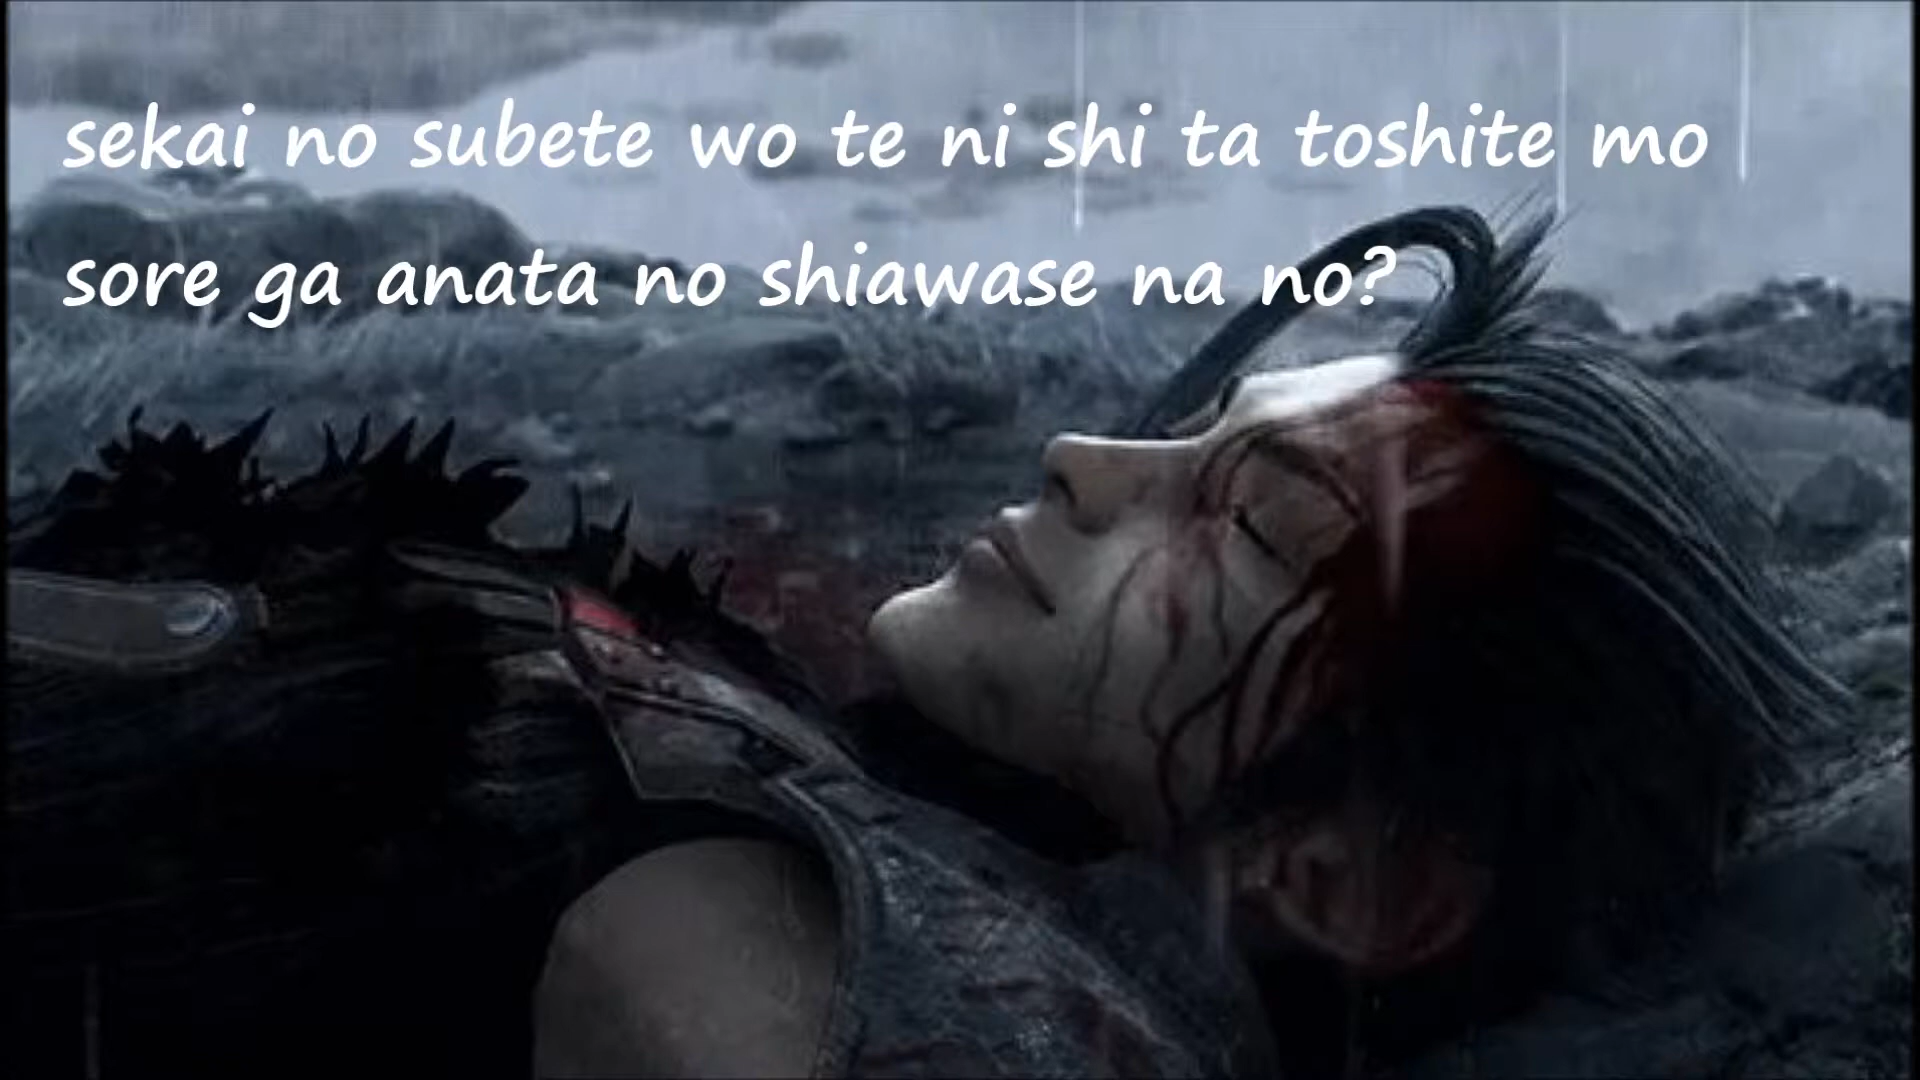 sekai no subete wo te ni shi ta toshite mo
sore ga anata no shiawase na no?